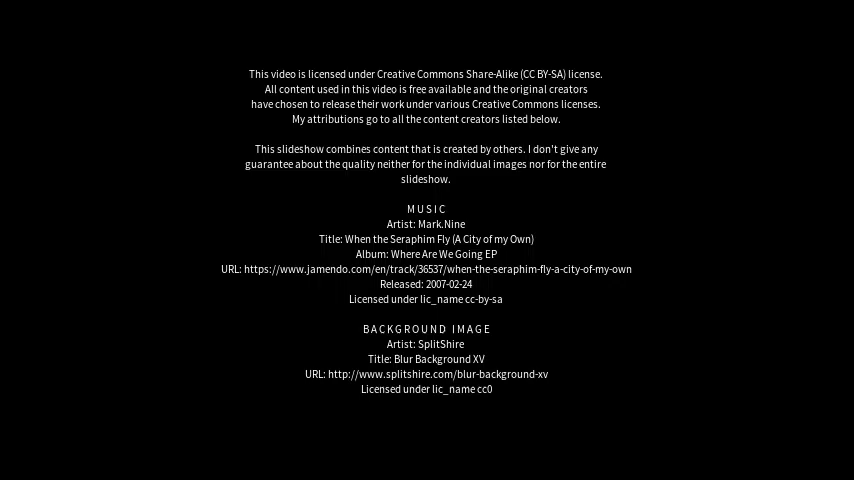 This video is licensed under Creative Commons Share-Alike (CC BY-SA) license.
All content used in this video is free available and the original creators
have chosen to release their work under various Creative Commons licenses.
My attributions go to all the content creators listed below.
This slideshow combines content that is created by others. I don't give any
guarantee about the quality neither for the individual images nor for the entire
slideshow.
MUSIC
Artist: Mark.Nine
Title: When the Seraphim Fly (A City of my Own)
Album: Where Are We Going EP
URL: https://www.jamendo.com/en/track/36537/when-the-seraphim-fly-a-city-of-my-own
Released: 2007-02-24
Licensed under lic_name cc-by-sa
BACKGROUND IMAGE
Artist: SplitShire
Title: Blur Background XV
URL: http://www.splitshire.com/blur-background-xv
Licensed under lic_name cc0